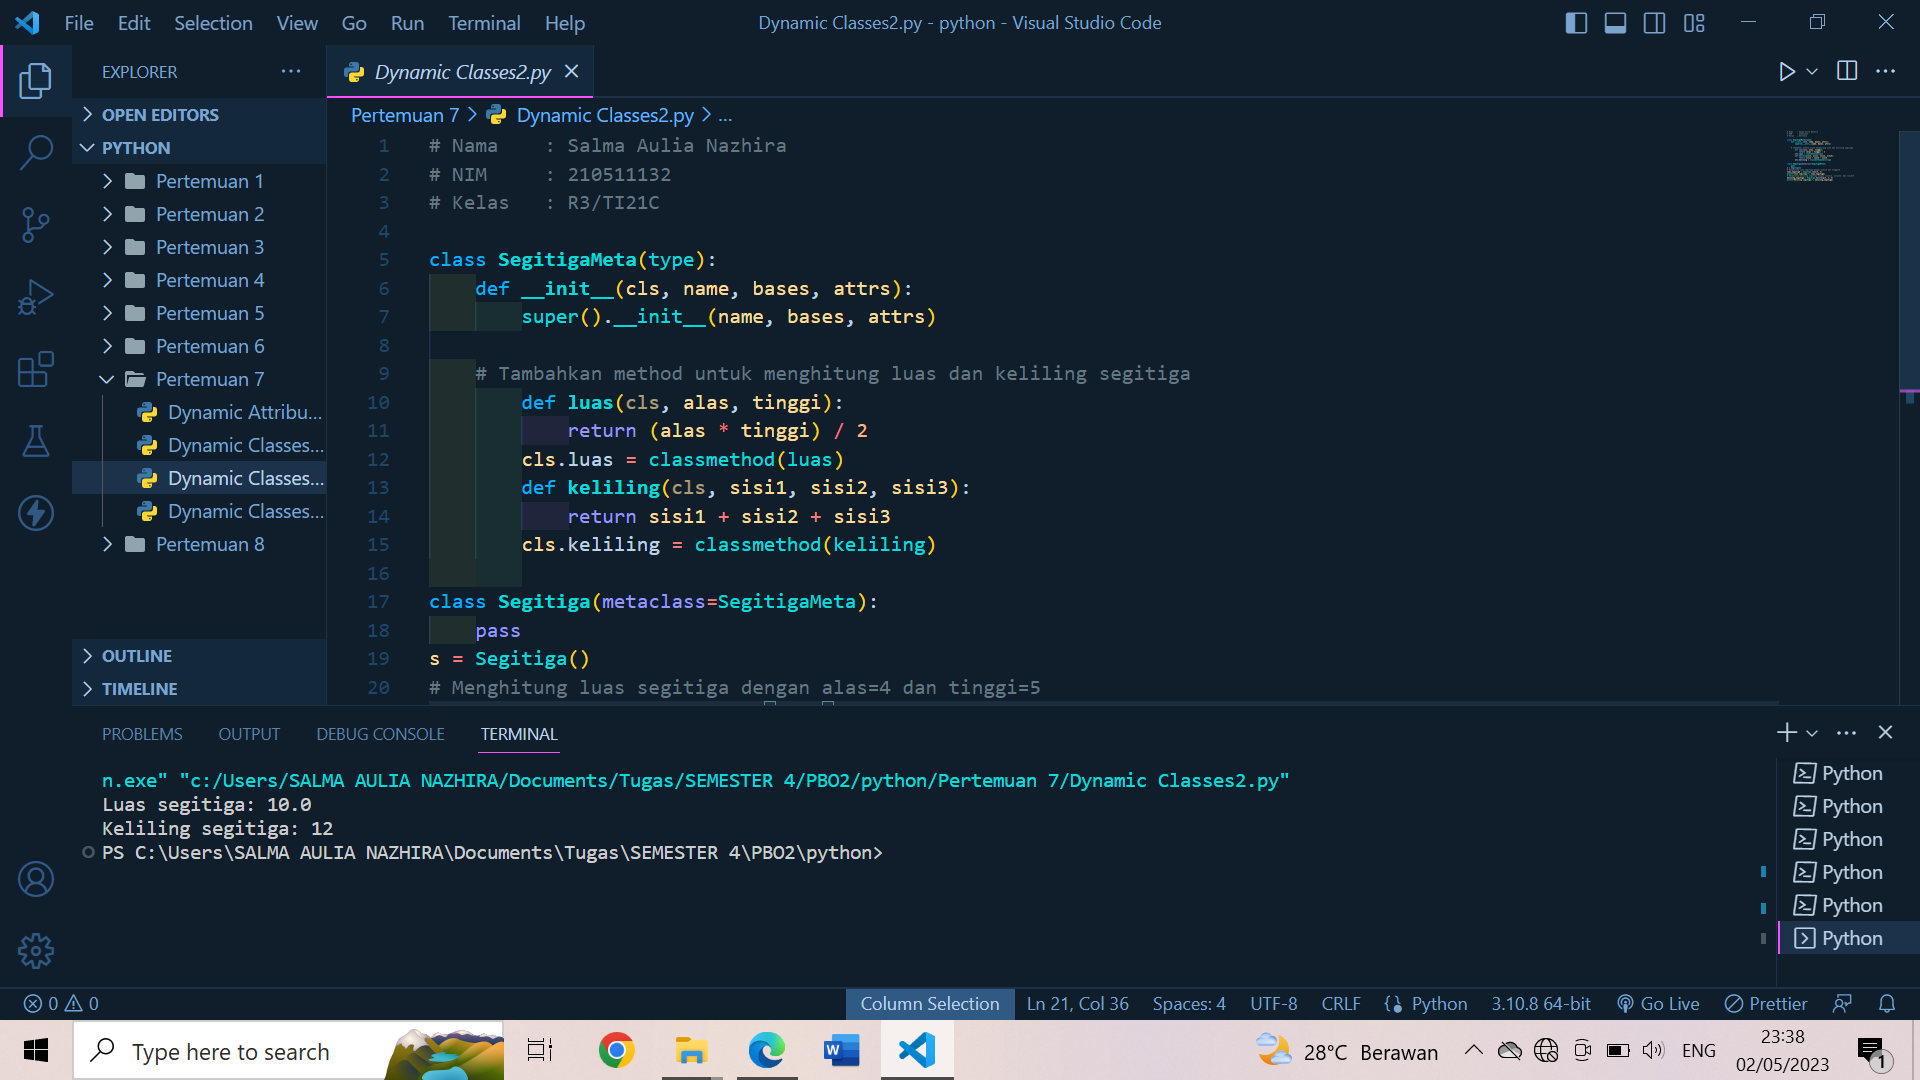 File Edit Selection View Go Run Terminal Help
Dynamic Classes2.py - python - Visual Studio Code
EXPLORER
Dynamic Classes2.py
OPEN EDITORS
PYTHON
Pertemuan 1
Pertemuan 2
Pertemuan 3
Pertemuan 4
Pertemuan 5
Pertemuan 6
Pertemuan 7
Dynamic Attribu...
Dynamic Classes...
Dynamic Classes...
Dynamic Classes...
Pertemuan 8
OUTLINE
TIMELINE
Pertemuan 7 > Dynamic Classes2.py > ...
1 # Nama    : Salma Aulia Nazhira
2 # NIM     : 210511132
3 # Kelas   : R3/TI21C
4
5 class SegitigaMeta(type):
6     def __init__(cls, name, bases, attrs):
7         super().__init__(name, bases, attrs)
8
9     # Tambahkan method untuk menghitung luas dan keliling segitiga
10         def luas(cls, alas, tinggi):
11             return (alas * tinggi) / 2
12         cls.luas = classmethod(luas)
13         def keliling(cls, sisi1, sisi2, sisi3):
14             return sisi1 + sisi2 + sisi3
15         cls.keliling = classmethod(keliling)
16
17 class Segitiga(metaclass=SegitigaMeta):
18     pass
19 s = Segitiga()
20 # Menghitung luas segitiga dengan alas=4 dan tinggi=5
PROBLEMS OUTPUT DEBUG CONSOLE TERMINAL
n.exe" "c:/Users/SALMA AULIA NAZHIRA/Documents/Tugas/SEMESTER 4/PBO2/python/Pertemuan 7/Dynamic Classes2.py"
Luas segitiga: 10.0
Keliling segitiga: 12
PS C:\Users\SALMA AULIA NAZHIRA\Documents\Tugas\SEMESTER 4\PBO2\python>
Python
Python
Python
Python
Python
Python
0 0 Column Selection Ln 21, Col 36 Spaces: 4 UTF-8 CRLF Python 3.10.8 64-bit Go Live Prettier
Type here to search
28°C Berawan
ENG
23:38
02/05/2023
1